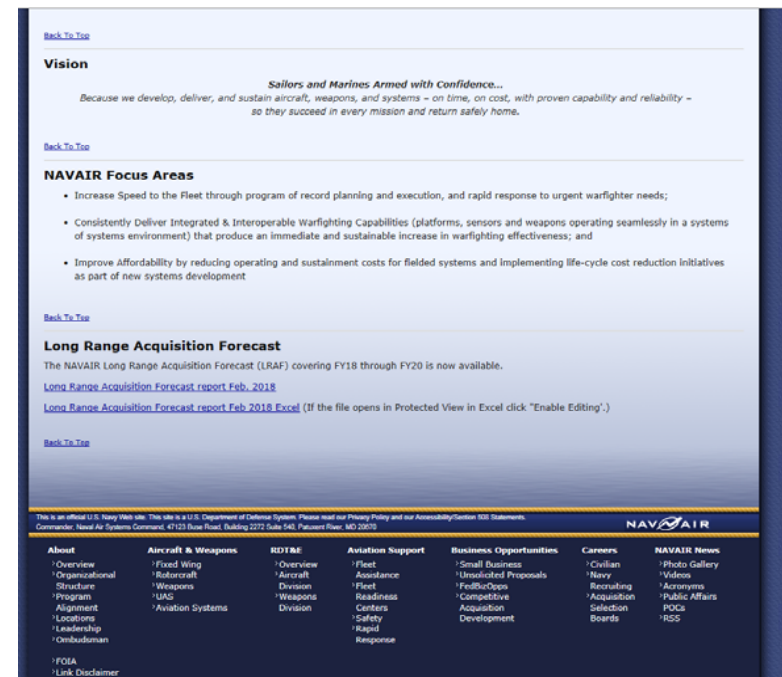 Back To Top
Vision
Sailors and Marines Armed with Confidence...
Because we develop, deliver, and sustain aircraft, weapons, and systems – on time, on cost, with proven capability and reliability –
so they succeed in every mission and return safely home.
Back To Top
NAVAIR Focus Areas
• Increase Speed to the Fleet through program of record planning and execution, and rapid response to urgent warfighter needs;
• Consistently Deliver Integrated & Interoperable Warfighting Capabilities (platforms, sensors and weapons operating seamlessly in a systems
of systems environment) that produce an immediate and sustainable increase in warfighting effectiveness; and
• Improve Affordability by reducing operating and sustainment costs for fielded systems and implementing life-cycle cost reduction initiatives
as part of new systems development
Back To Top
Long Range Acquisition Forecast
The NAVAIR Long Range Acquisition Forecast (LRAF) covering FY18 through FY20 is now available.
Long Range Acquisition Forecast report Feb. 2018
Long Range Acquisition Forecast report Feb 2018 Excel (If the file opens in Protected View in Excel click "Enable Editing'.)
Back To Top
This is an official U.S. Navy Web site. This site is a U.S. Department of Defense System. Please read our Privacy Policy and our Accessibility/Section 508 Statements.
Commander, Naval Air Systems Command, 47123 Buse Road, Building 2272 Suite 540, Patuxent River, MD 20670
NAVAIR
About
›Overview
›Organizational
Structure
›Program
Alignment
›Locations
›Leadership
›Ombudsman
›FOIA
›Link Disclaimer
Aircraft & Weapons
›Fixed Wing
›Rotorcraft
›Weapons
›UAS
›Aviation Systems
RDT&E
›Overview
›Aircraft
Division
›Weapons
Division
Aviation Support
›Fleet
Assistance
›Fleet
Readiness
Centers
›Safety
›Rapid
Response
Business Opportunities
›Small Business
›Unsolicited Proposals
›FedBizOpps
›Competitive
Acquisition
Development
Careers
›Civilian
›Navy
Recruiting
›Acquisition
Selection
Boards
NAVAIR News
›Photo Gallery
›Videos
›Acronyms
›Public Affairs
POCs
›RSS